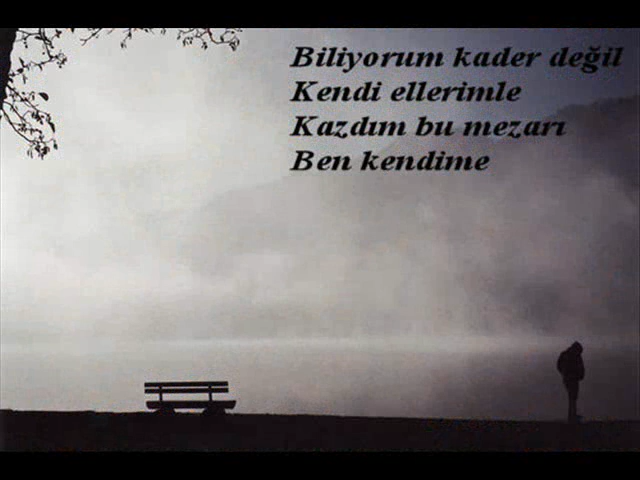 Biliyorum kader değil
Kendi ellerimle
Kazdım bu mezarı
Ben kendime